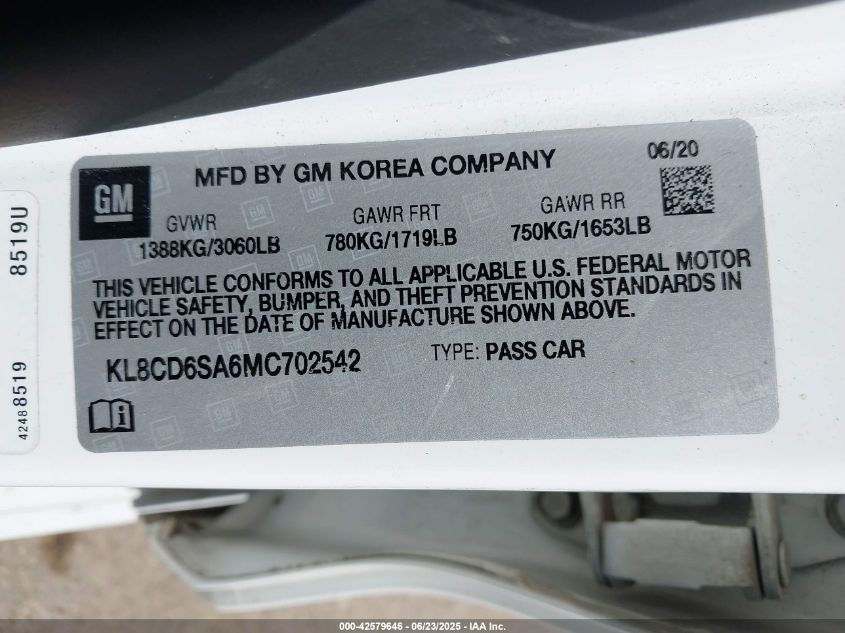 GM
MFD BY GM KOREA COMPANY
06/20
GVWR
1388KG/3060LB
GAWR FRT
780KG/1719LB
GAWR RR
750KG/1653LB
THIS VEHICLE CONFORMS TO ALL APPLICABLE U.S. FEDERAL MOTOR
VEHICLE SAFETY, BUMPER, AND THEFT PREVENTION STANDARDS IN
EFFECT ON THE DATE OF MANUFACTURE SHOWN ABOVE.
KL8CD6SA6MC702542
TYPE: PASS CAR
42488519
8519U
000-42579646 - 06/23/2025 - IAA Inc.